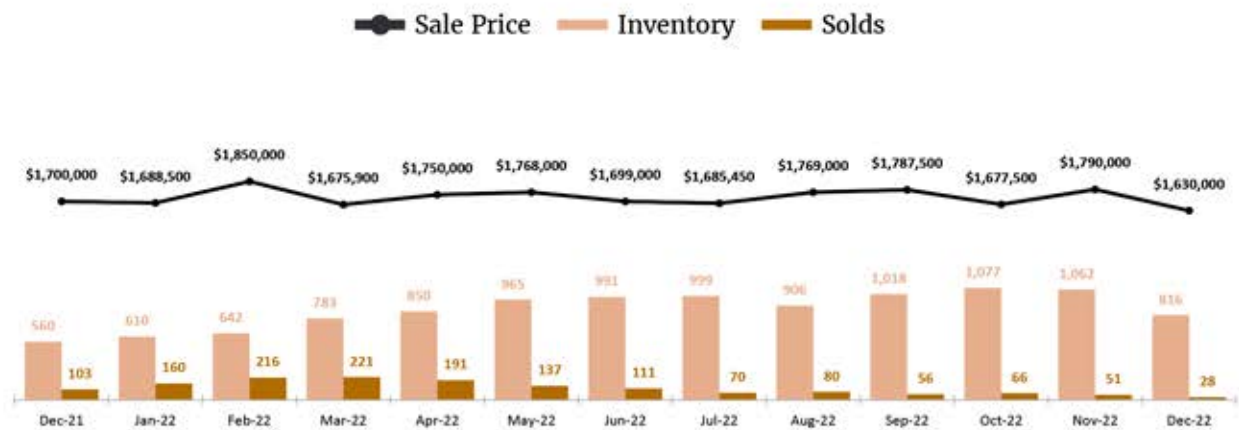 Sale Price Inventory Solds
$1,700,000 $1,688,500 $1,850,000 $1,675,900 $1,750,000 $1,768,000 $1,699,000 $1,685,450 $1,769,000 $1,787,500 $1,677,500 $1,790,000 $1,630,000
560 610 642 783 850 965 991 999 906 1,018 1,077 1,062 816
103 160 216 221 191 137 111 70 80 56 66 51 28
Dec-21 Jan-22 Feb-22 Mar-22 Apr-22 May-22 Jun-22 Jul-22 Aug-22 Sep-22 Oct-22 Nov-22 Dec-22